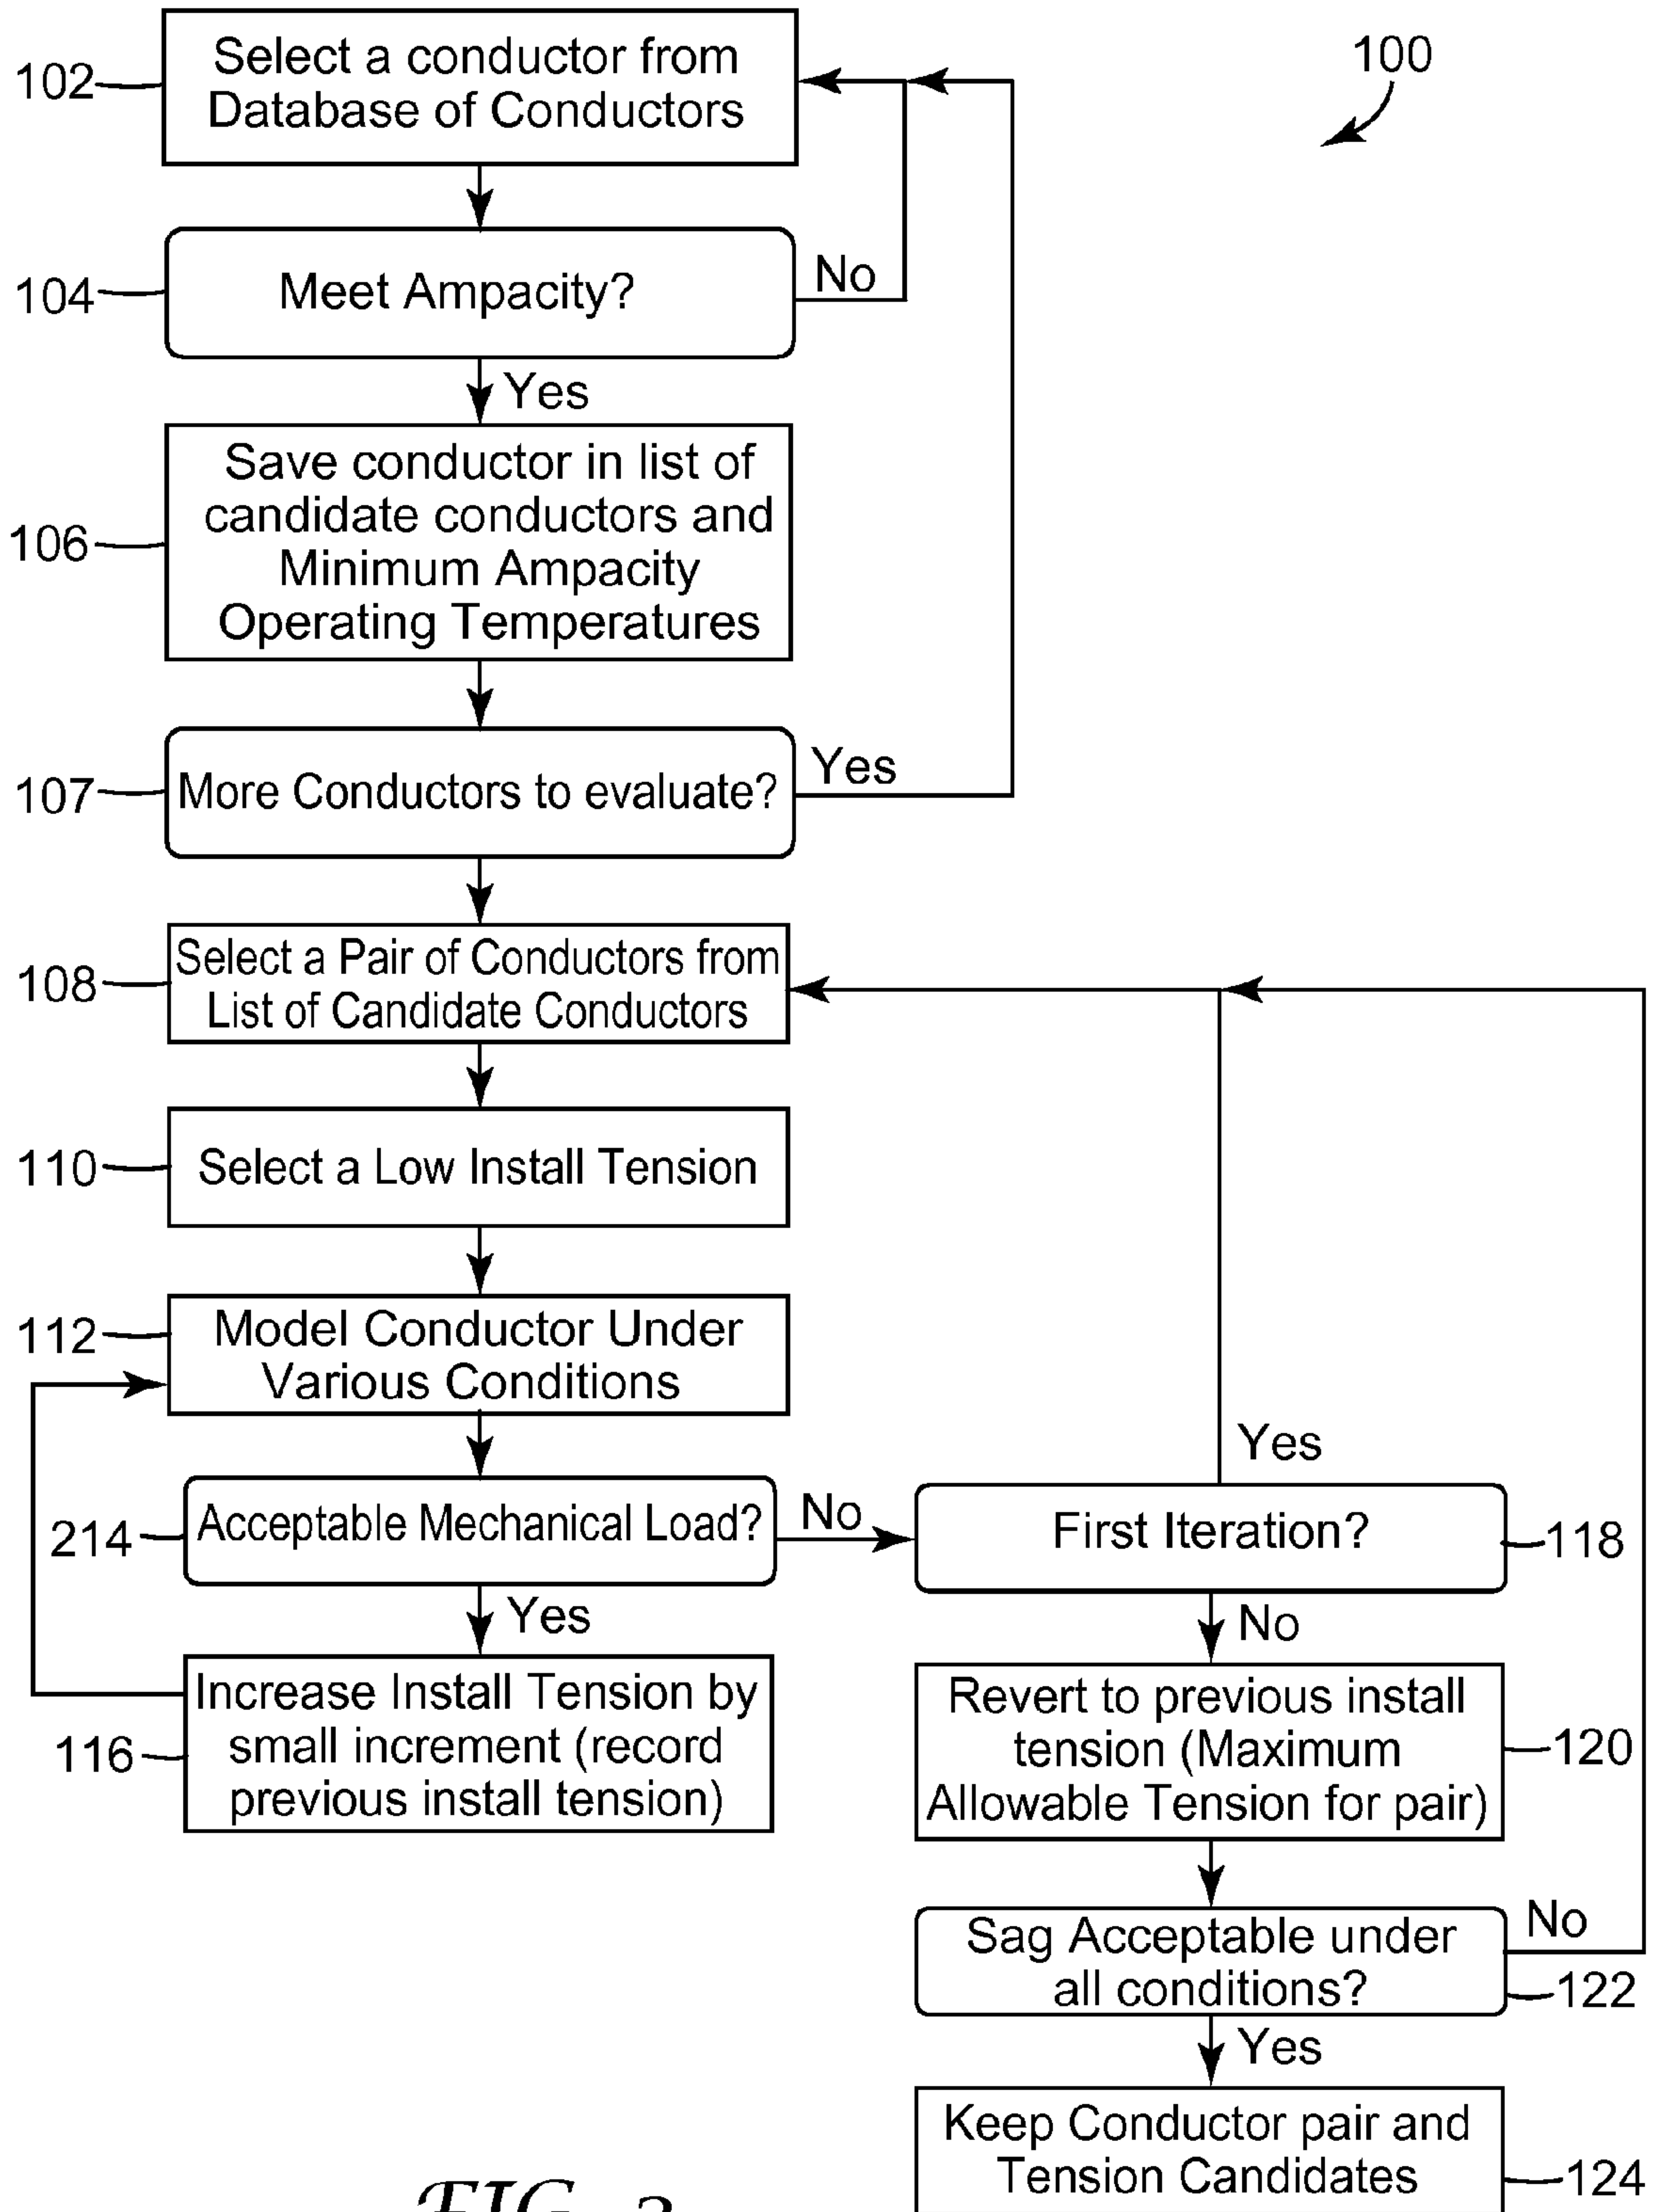 100
102
Select a conductor from
Database of Conductors
104
Meet Ampacity?
No
Yes
106
Save conductor in list of
candidate conductors and
Minimum Ampacity
Operating Temperatures
107
More Conductors to evaluate?
Yes
108
Select a Pair of Conductors from
List of Candidate Conductors
110
Select a Low Install Tension
112
Model Conductor Under
Various Conditions
214
Acceptable Mechanical Load?
No
Yes
116
Increase Install Tension by
small increment (record
previous install tension)
Yes
First Iteration?
118
No
Revert to previous install
tension (Maximum
Allowable Tension for pair)
120
Sag Acceptable under
all conditions?
No
122
Yes
Keep Conductor pair and
Tension Candidates
124
FIG.